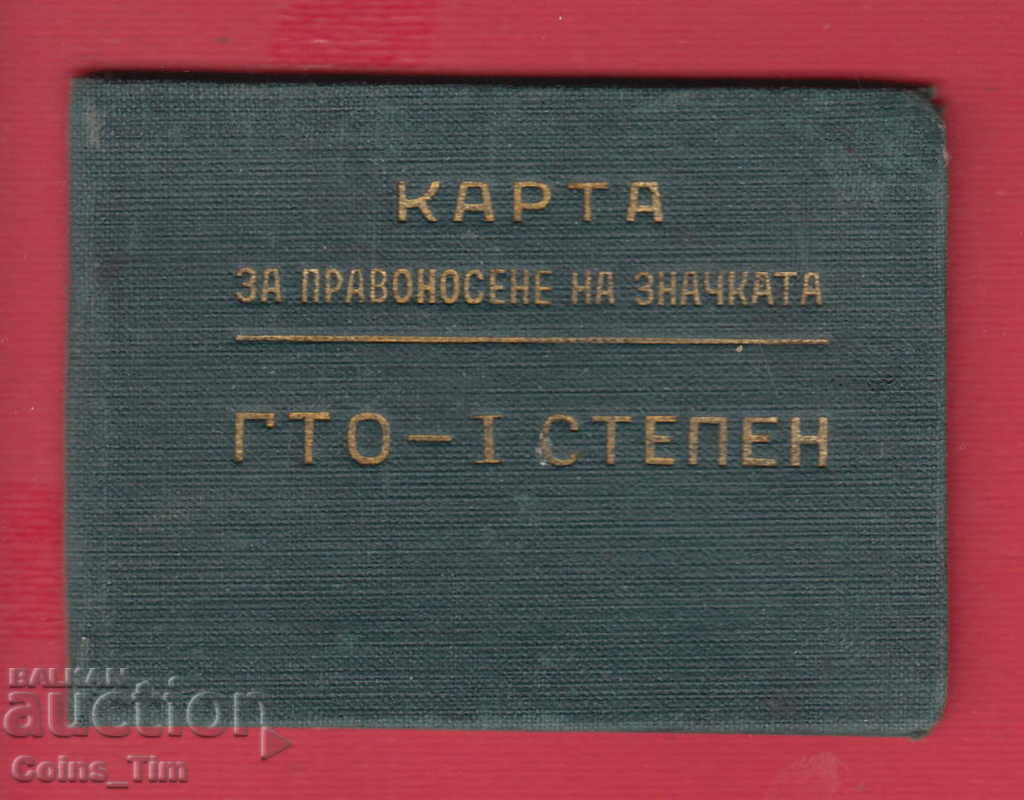 КАРТА
ЗА ПРАВОНОСЕНЕ НА ЗНАЧКАТА
ГТО – I СТЕПЕН
BALKAN
auction
Coins_Tim